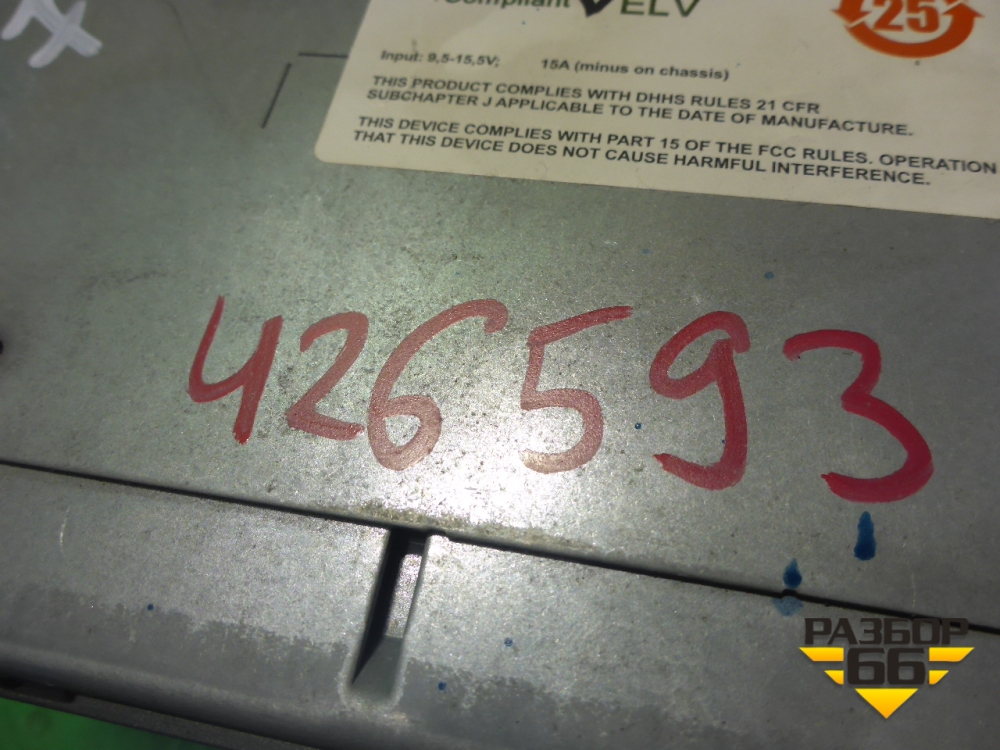 Compliant ELV
25
Input: 9,5-15,5V; 15A (minus on chassis)
THIS PRODUCT COMPLIES WITH DHHS RULES 21 CFR
SUBCHAPTER J APPLICABLE TO THE DATE OF MANUFACTURE.
THIS DEVICE COMPLIES WITH PART 15 OF THE FCC RULES. OPERATION
THAT THIS DEVICE DOES NOT CAUSE HARMFUL INTERFERENCE.
426593
РАЗБОР
66